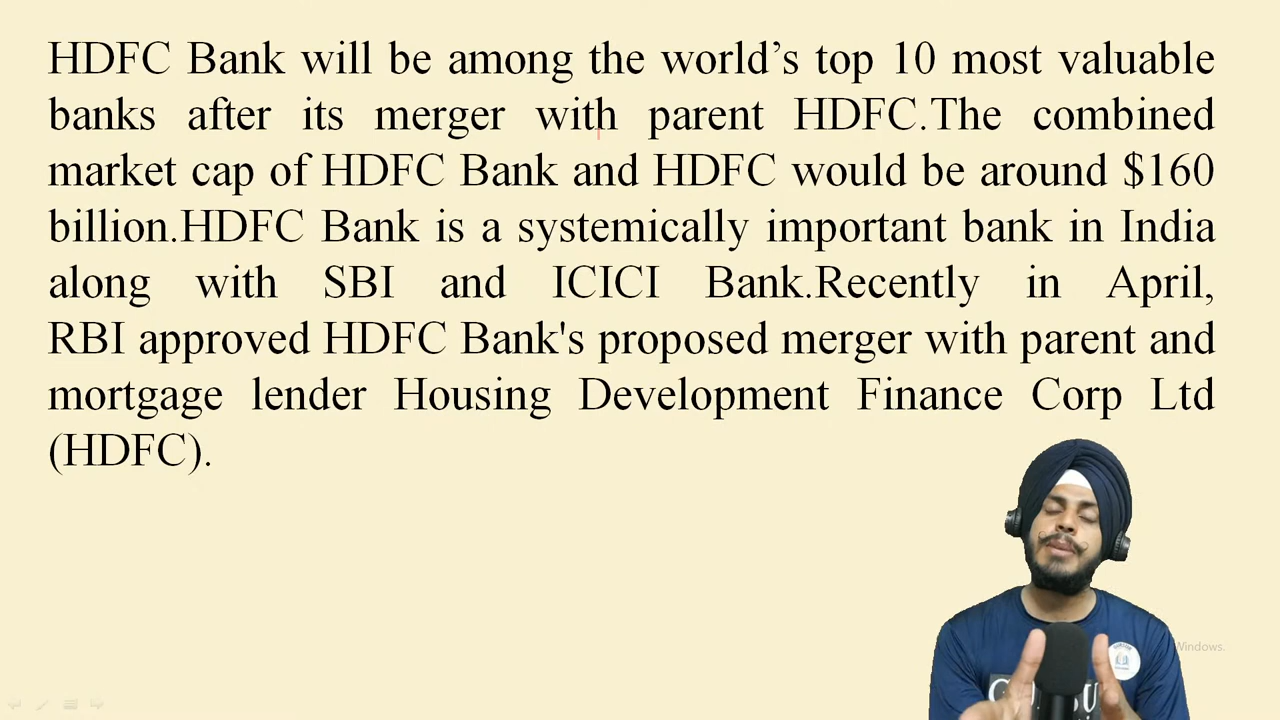 HDFC Bank will be among the world’s top 10 most valuable
banks after its merger with parent HDFC.The combined
market cap of HDFC Bank and HDFC would be around $160
billion.HDFC Bank is a systemically important bank in India
along with SBI and ICICI Bank.Recently in April,
RBI approved HDFC Bank's proposed merger with parent and
mortgage lender Housing Development Finance Corp Ltd
(HDFC).
Windows.